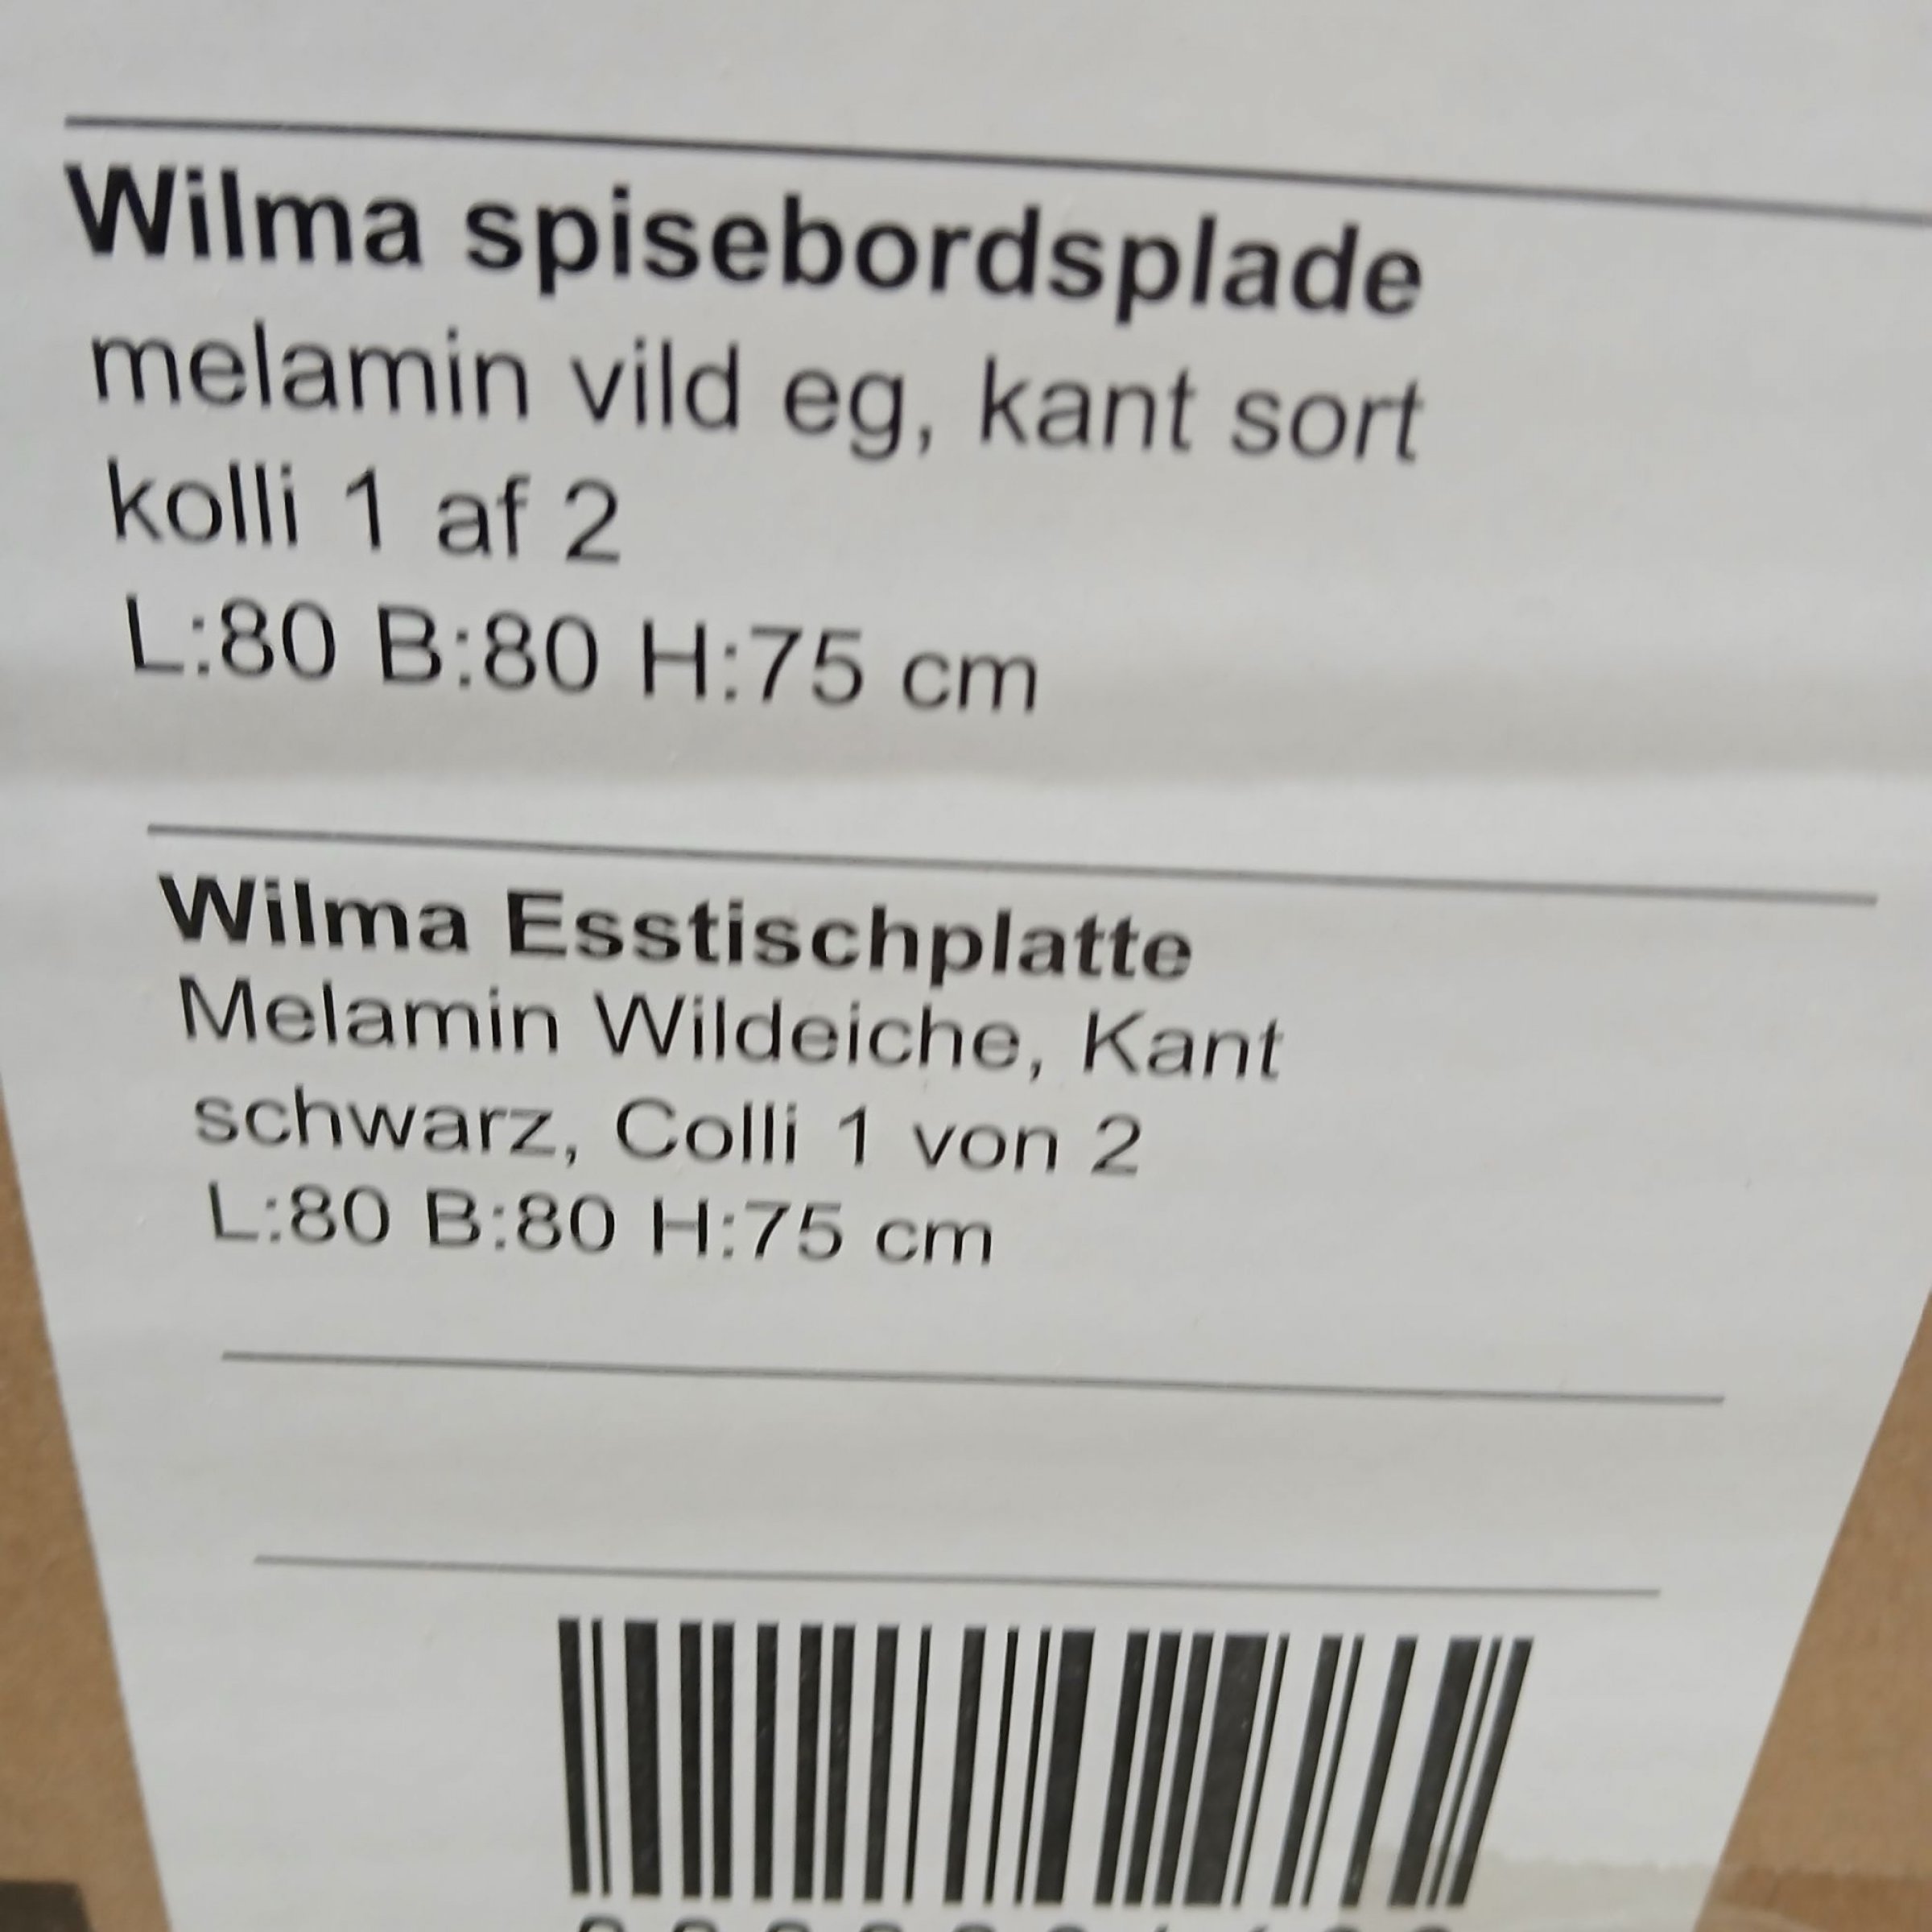 Wilma spisebordsplade
melamin vild eg, kant sort
kolli 1 af 2
L:80 B:80 H:75 cm
Wilma Esstischplatte
Melamin Wildeiche, Kant
schwarz, Colli 1 von 2
L:80 B:80 H:75 cm